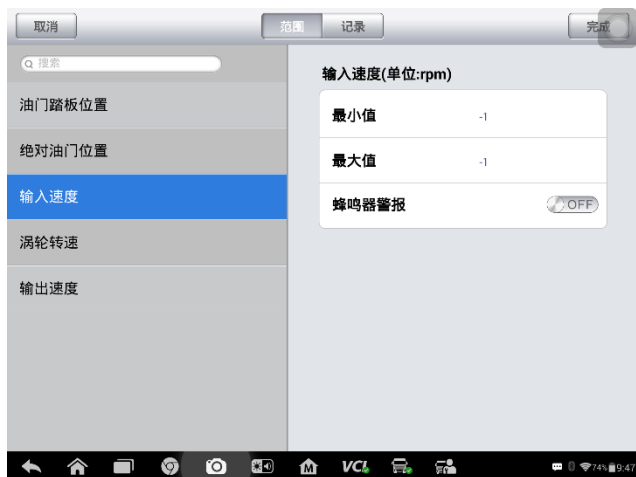 取消
范围
记录
完成
搜索
油门踏板位置
绝对油门位置
输入速度
涡轮转速
输出速度
输入速度(单位:rpm)
最小值 -1
最大值 -1
蜂鸣器警报 OFF
M
VCI
74% 9:47